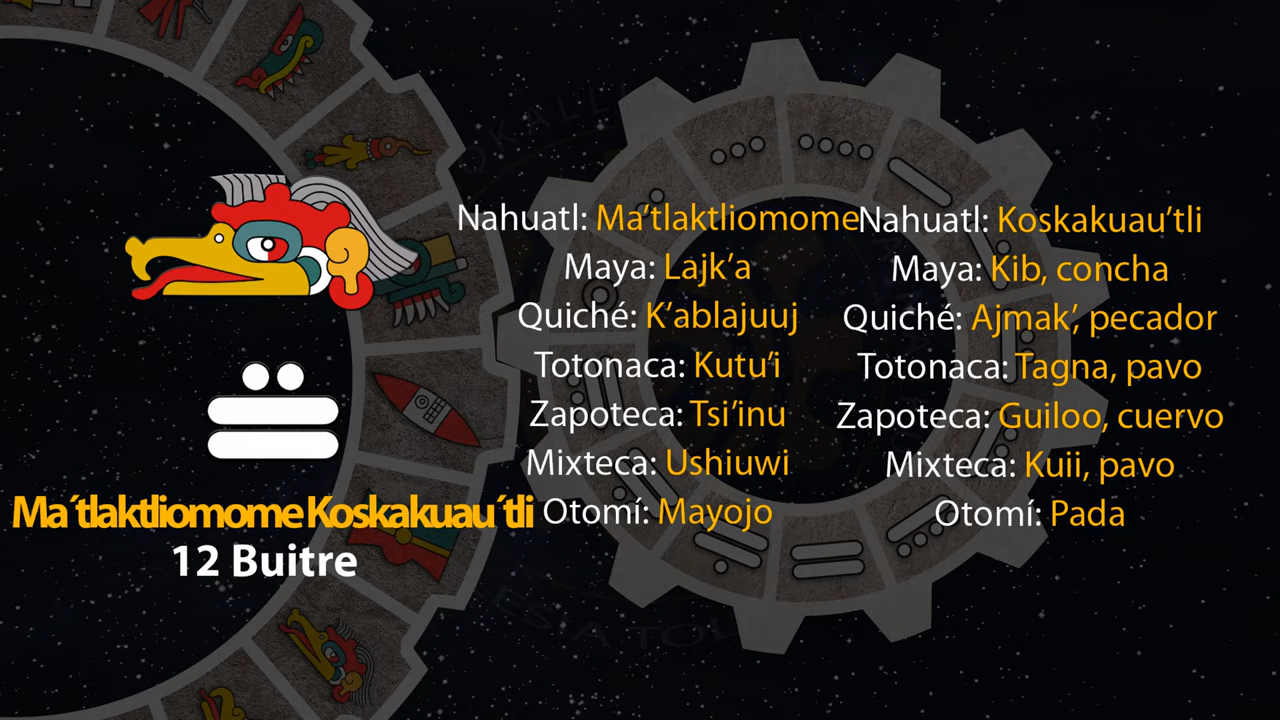 Nahuatl: Ma’tlaktliomome
Maya: Lajk’a
Quiché: K’ablajuuj
Totonaca: Kutu’i
Zapoteca: Tsi’inu
Mixteca: Ushiuwi
Otomí: Mayojo
Nahuatl: Koskakuau’tli
Maya: Kib, concha
Quiché: Ajmak’, pecador
Totonaca: Tagna, pavo
Zapoteca: Guiloo, cuervo
Mixteca: Kuii, pavo
Otomí: Pada
Ma´tlaktliomome Koskakuau´tli
12 Buitre